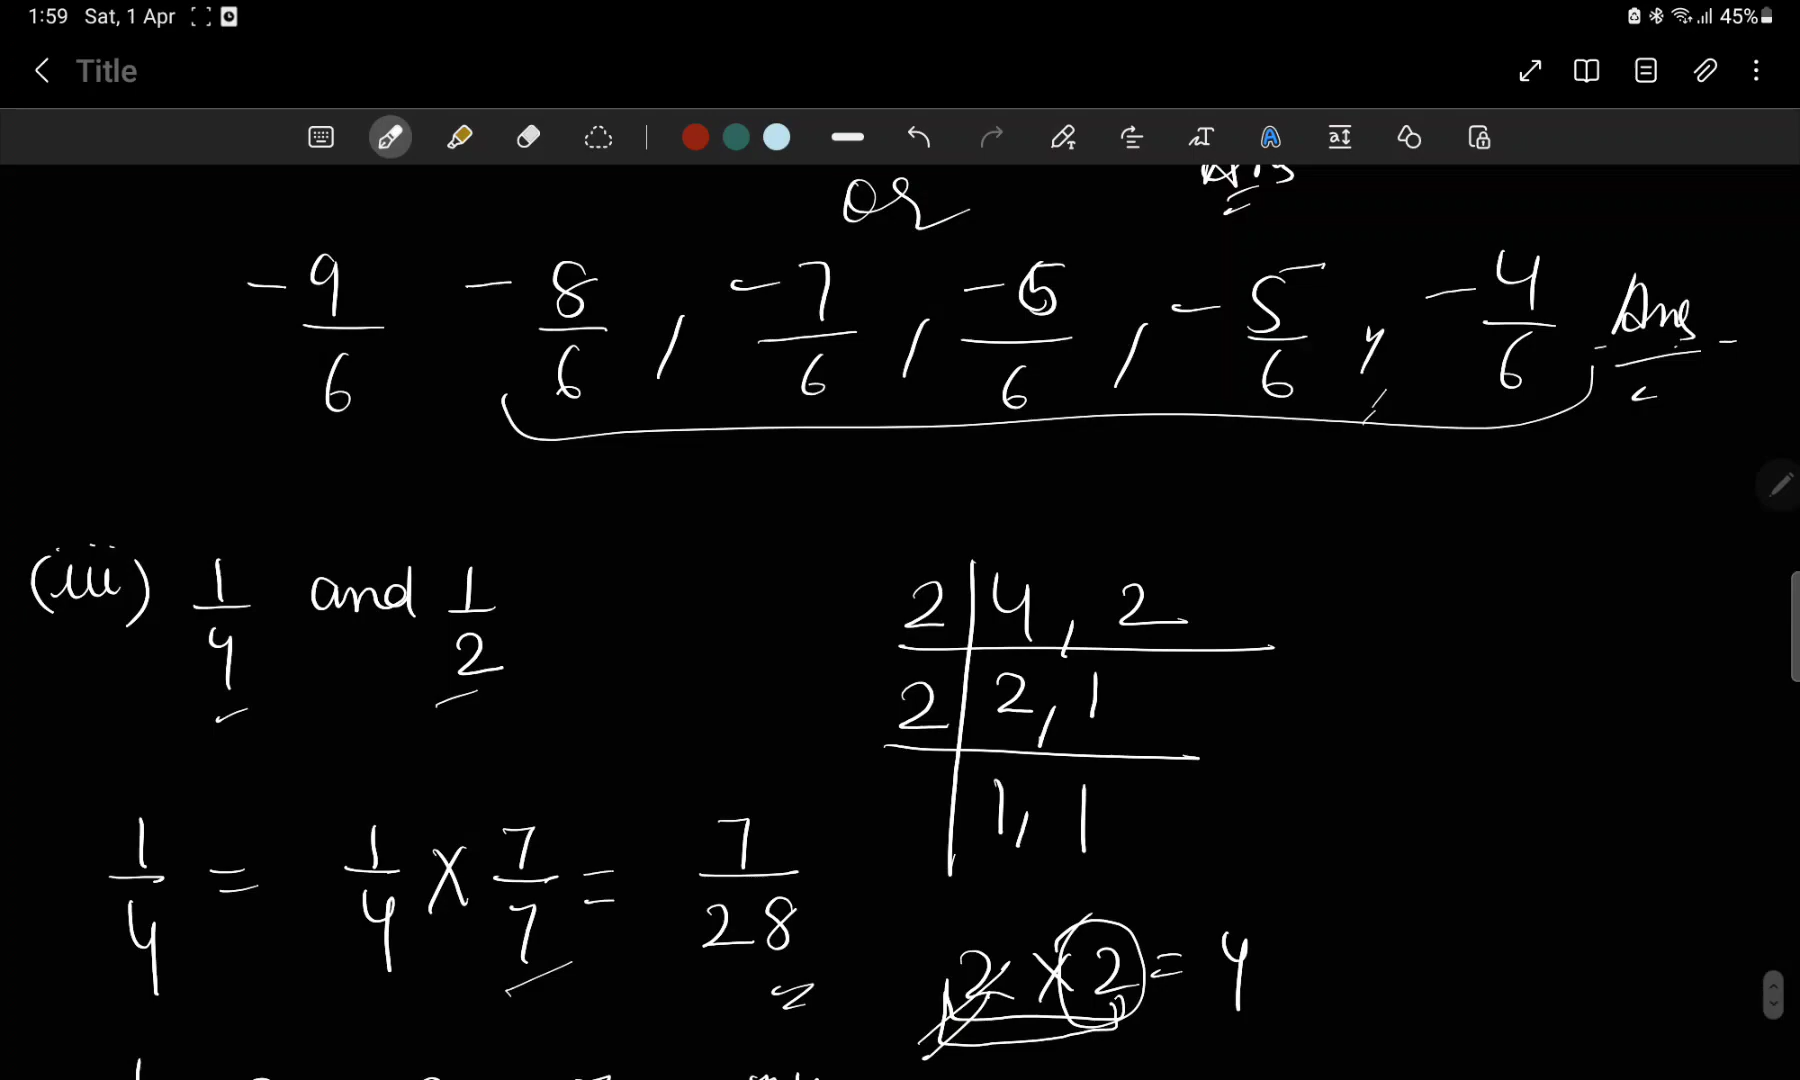 1:59 Sat, 1 Apr 45%
Title
or Ans
-9/6 -8/6, -7/6, -6/6, -5/6, -4/6 Ans
(iii) 1/4 and 1/2
2 | 4, 2
2 | 2, 1
1, 1
1/4 = 1/4 X 7/7 = 7/28
2 X 2 = 4